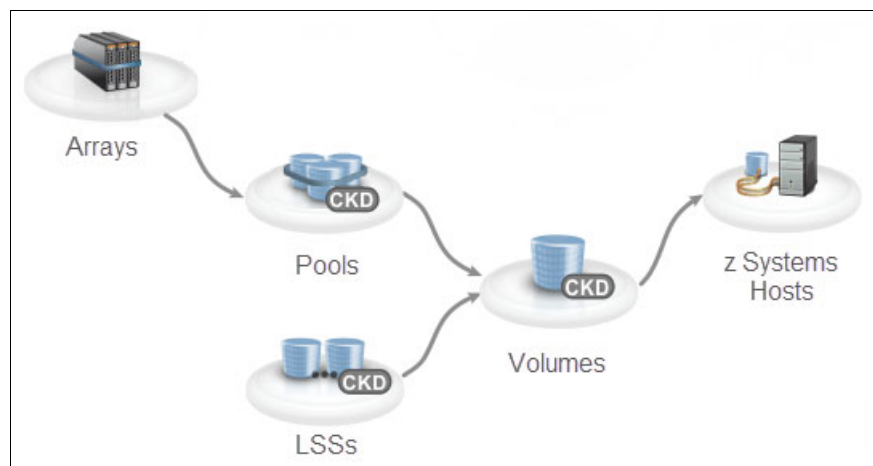 Arrays
CKD
Pools
CKD
LSSs
CKD
Volumes
z Systems
Hosts